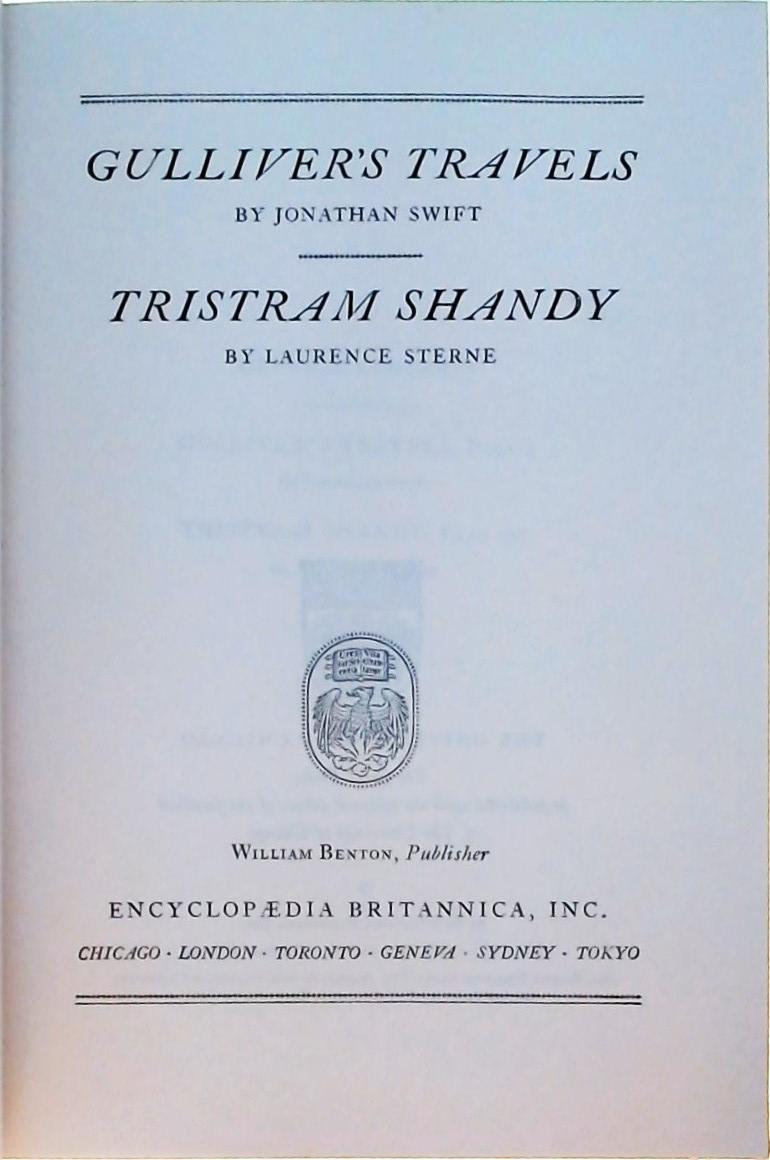 GULLIVER'S TRAVELS
BY JONATHAN SWIFT
TRISTRAM SHANDY
BY LAURENCE STERNE
WILLIAM BENTON, Publisher
ENCYCLOPÆDIA BRITANNICA, INC.
CHICAGO · LONDON · TORONTO · GENEVA · SYDNEY · TOKYO